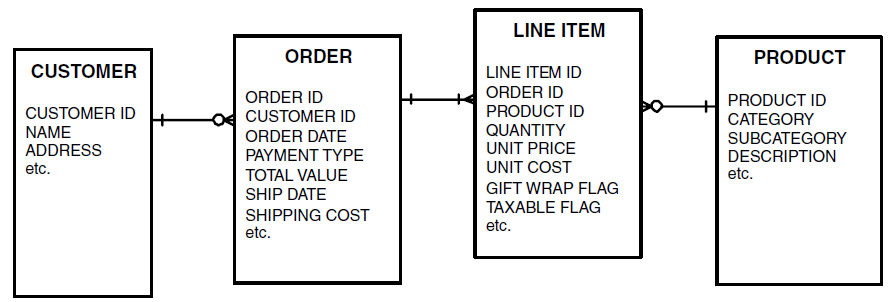 CUSTOMER
CUSTOMER ID
NAME
ADDRESS
etc.
ORDER
ORDER ID
CUSTOMER ID
ORDER DATE
PAYMENT TYPE
TOTAL VALUE
SHIP DATE
SHIPPING COST
etc.
LINE ITEM
LINE ITEM ID
ORDER ID
PRODUCT ID
QUANTITY
UNIT PRICE
UNIT COST
GIFT WRAP FLAG
TAXABLE FLAG
etc.
PRODUCT
PRODUCT ID
CATEGORY
SUBCATEGORY
DESCRIPTION
etc.